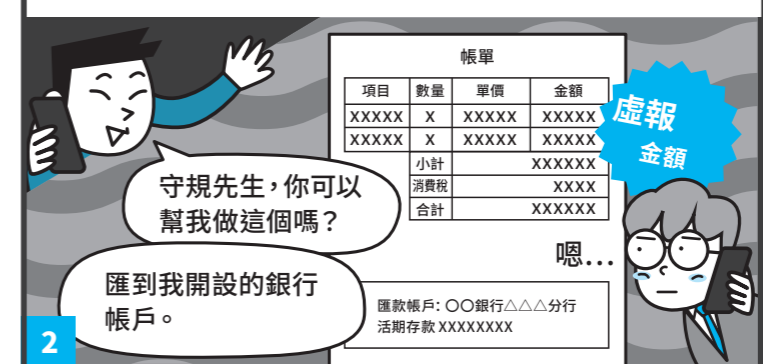 帳單
項目 數量 單價 金額
XXXXX X XXXXX XXXXX
XXXXX X XXXXX XXXXX
小計 XXXXXX
消費稅 XXXX
合計 XXXXXX
虛報
金額
守規先生，你可以
幫我做這個嗎？
嗯…
匯到我開設的銀行
帳戶。
匯款帳戶：〇〇銀行△△△分行
活期存款 XXXXXXXX
2